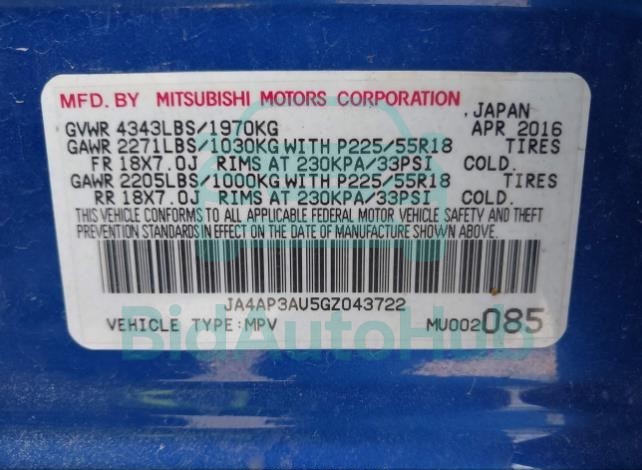 MFD. BY MITSUBISHI MOTORS CORPORATION
, JAPAN
GVWR 4343LBS/1970KG APR 2016
GAWR 2271LBS/1030KG WITH P225/55R18 TIRES
FR 18X7.0J RIMS AT 230KPA/33PSI COLD.
GAWR 2205LBS/1000KG WITH P225/55R18 TIRES
RR 18X7.0J RIMS AT 230KPA/33PSI COLD.
THIS VEHICLE CONFORMS TO ALL APPLICABLE FEDERAL MOTOR VEHICLE SAFETY AND THEFT
PREVENTION STANDARDS IN EFFECT ON THE DATE OF MANUFACTURE SHOWN ABOVE.
JA4AP3AU5GZ043722
VEHICLE TYPE:MPV MU002085
BidAutoHub